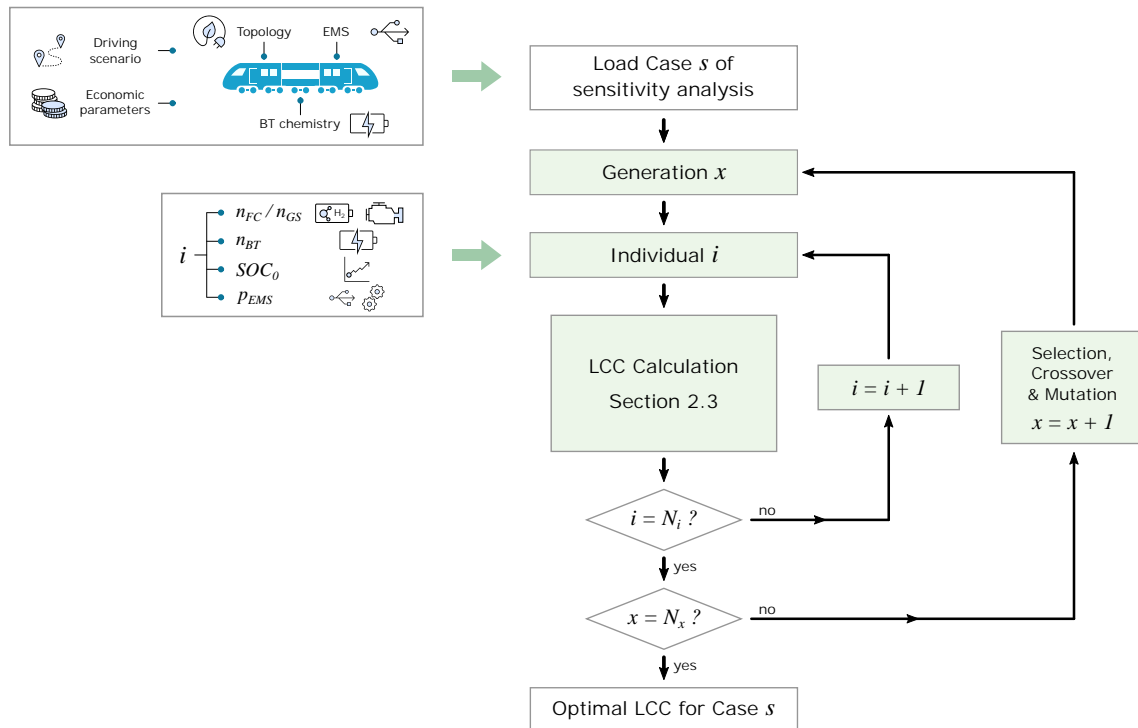 Driving
scenario
Economic
parameters
Topology
EMS
BT chemistry
Load Case s of
sensitivity analysis
Generation x
i
n_FC / n_GS
H₂
n_BT
SOC_0
p_EMS
Individual i
LCC Calculation
Section 2.3
i = i + 1
Selection,
Crossover
& Mutation
x = x + 1
i = N_i ?
no
yes
x = N_x ?
no
yes
Optimal LCC for Case s